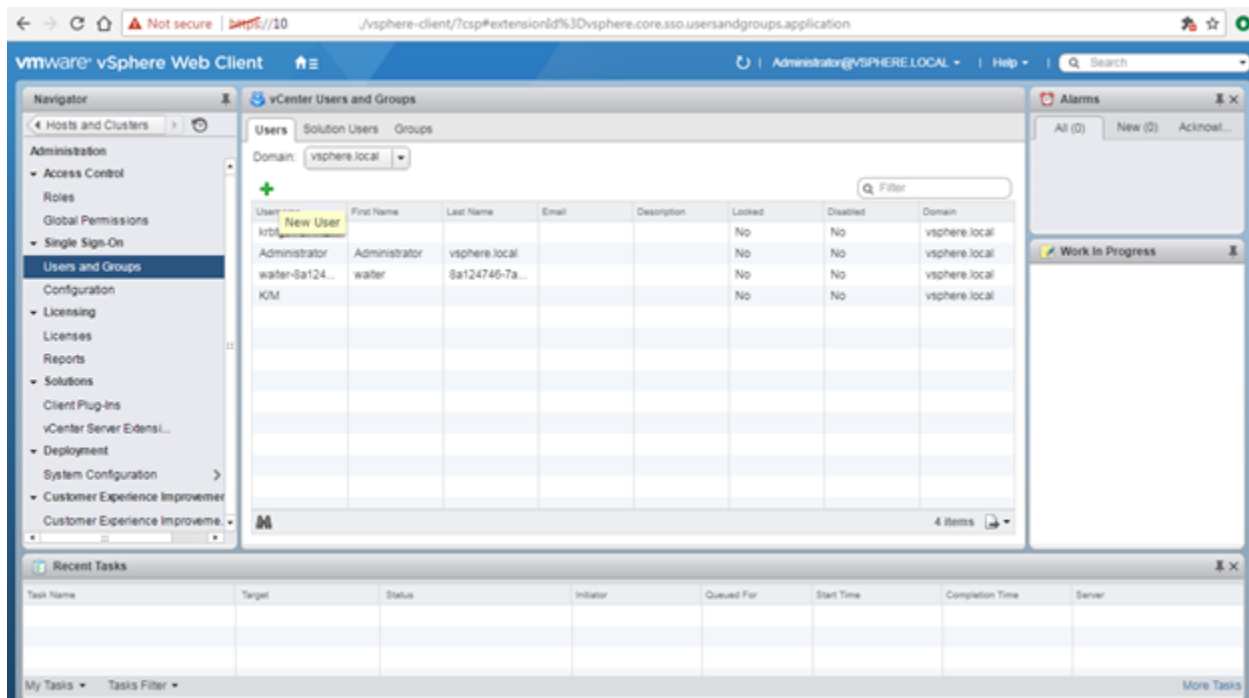 Not secure | https://10 ./vsphere-client/?csp#extensionId%3Dvsphere.core.sso.usersandgroups.application
vmware® vSphere Web Client
Administrator@VSPHERE.LOCAL
Help
Search
Navigator
Hosts and Clusters
Administration
Access Control
Roles
Global Permissions
Single Sign-On
Users and Groups
Configuration
Licensing
Licenses
Reports
Solutions
Client Plug-Ins
vCenter Server Extensi...
Deployment
System Configuration
Customer Experience Improvemer
Customer Experience Improveme.
vCenter Users and Groups
Users Solution Users Groups
Domain: vsphere.local
Filter
New User
First Name Last Name Email Description Locked Disabled Domain
No No vsphere.local
Administrator Administrator vsphere.local No No vsphere.local
waiter-8a124... waiter 8a124746-7a... No No vsphere.local
K/M No No vsphere.local
4 items
Alarms
All (0) New (0) Acknowl...
Work In Progress
Recent Tasks
Task Name Target Status Initiator Queued For Start Time Completion Time Server
My Tasks Tasks Filter More Tasks